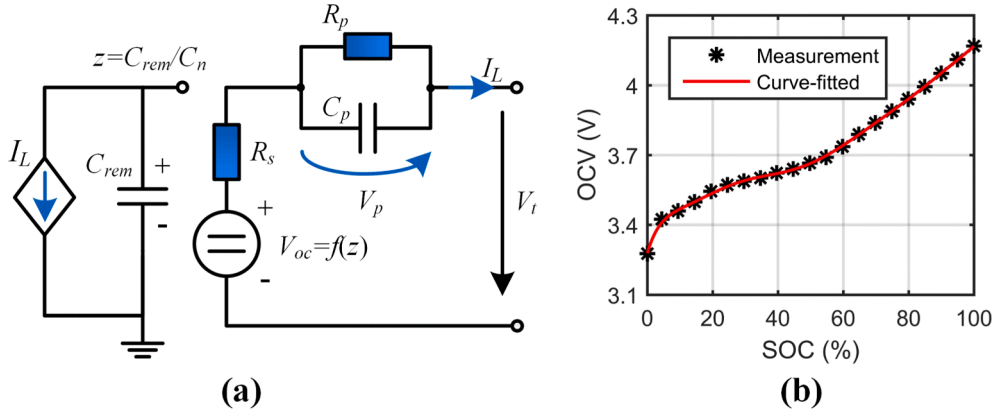 z=C_rem/C_n
I_L
C_rem
+
-
R_s
+
V_oc=f(z)
-
R_p
C_p
V_p
I_L
V_t
(a)
4.3
4
3.7
3.4
3.1
OCV (V)
Measurement
Curve-fitted
0 20 40 60 80 100
SOC (%)
(b)